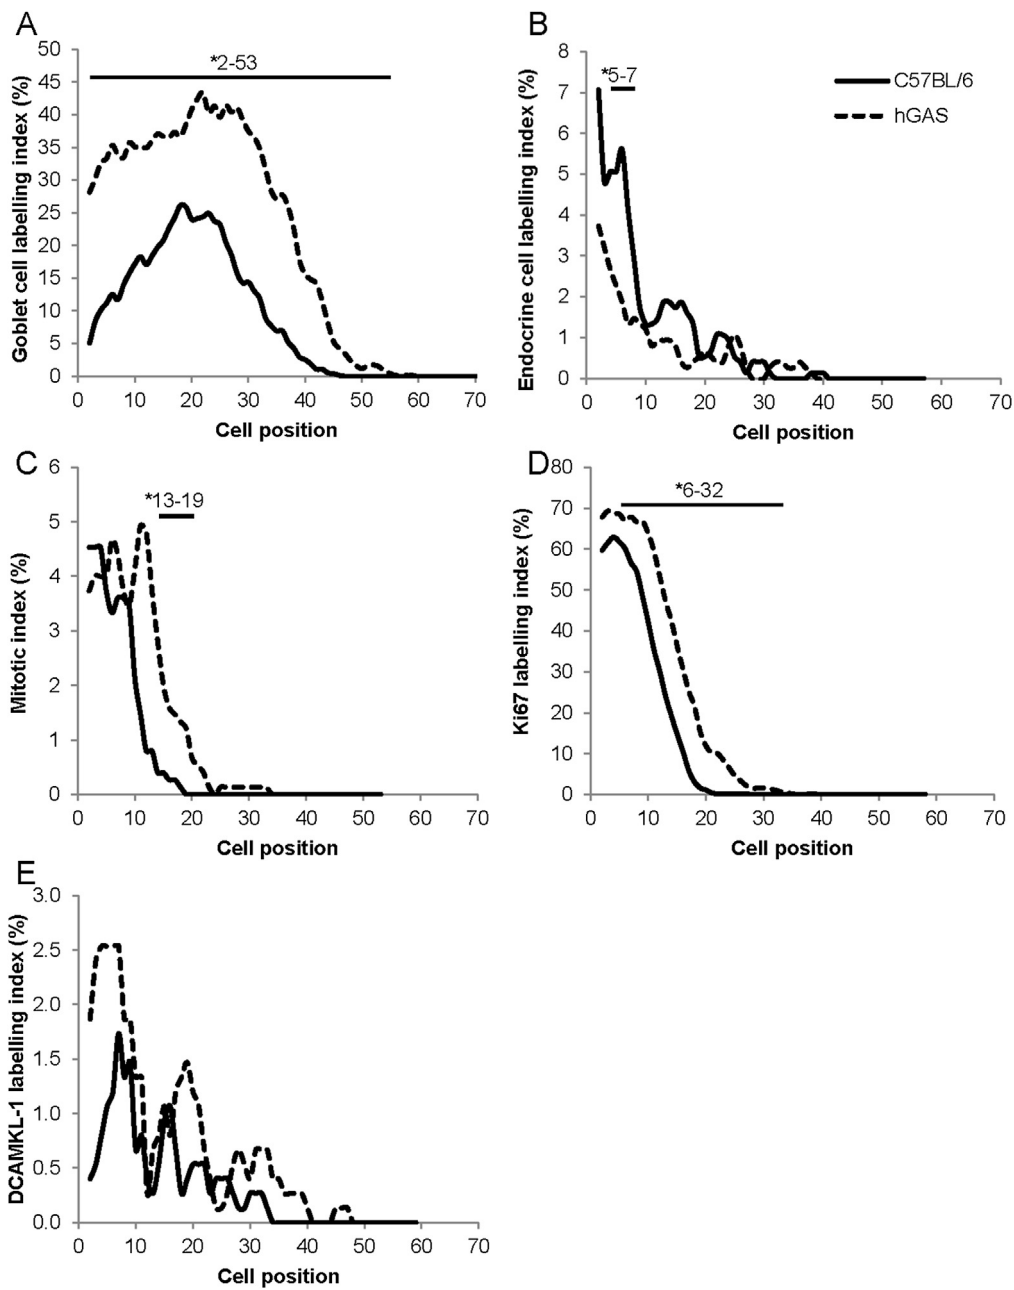 A
Goblet cell labelling index (%)
50
45
40
35
30
25
20
15
10
5
0
*2-53
0 10 20 30 40 50 60 70
Cell position
B
Endocrine cell labelling index (%)
8
7
6
5
4
3
2
1
0
*5-7
C57BL/6
hGAS
0 10 20 30 40 50 60 70
Cell position
C
Mitotic index (%)
6
5
4
3
2
1
0
*13-19
0 10 20 30 40 50 60 70
Cell position
D
Ki67 labelling index (%)
80
70
60
50
40
30
20
10
0
*6-32
0 10 20 30 40 50 60 70
Cell position
E
DCAMKL-1 labelling index (%)
3.0
2.5
2.0
1.5
1.0
0.5
0.0
0 10 20 30 40 50 60 70
Cell position